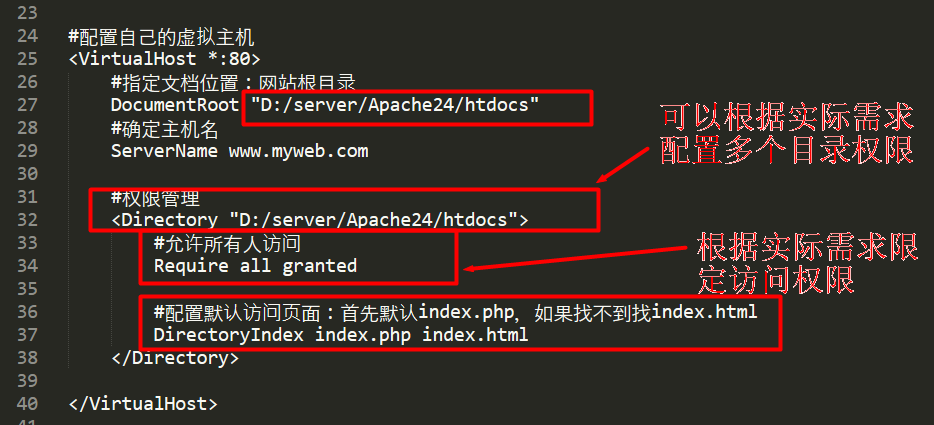 23
24 #配置自己的虚拟主机
25 <VirtualHost *:80>
26 #指定文档位置：网站根目录
27 DocumentRoot "D:/server/Apache24/htdocs"
28 #确定主机名
29 ServerName www.myweb.com
30
31 #权限管理
32 <Directory "D:/server/Apache24/htdocs">
33 #允许所有人访问
34 Require all granted
35
36 #配置默认访问页面：首先默认index.php，如果找不到找index.html
37 DirectoryIndex index.php index.html
38 </Directory>
39
40 </VirtualHost>
41
可以根据实际需求
配置多个目录权限
根据实际需求限
定访问权限